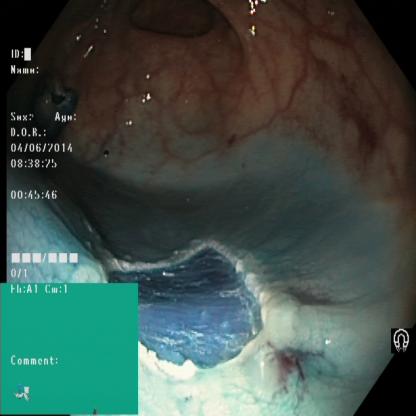 ID:
Name:
Sex: Age:
D.O.B.:
04/06/2014
08:38:25
00:45:46
0/1
Eh:A1 Cm:1
Comment: